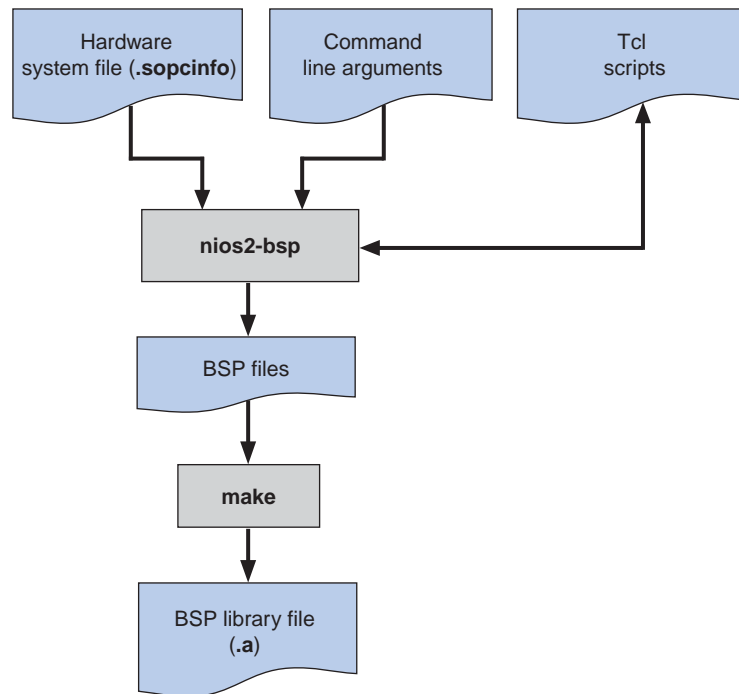 Hardware
system file (.sopcinfo)
Command
line arguments
Tcl
scripts
nios2-bsp
BSP files
make
BSP library file
(.a)